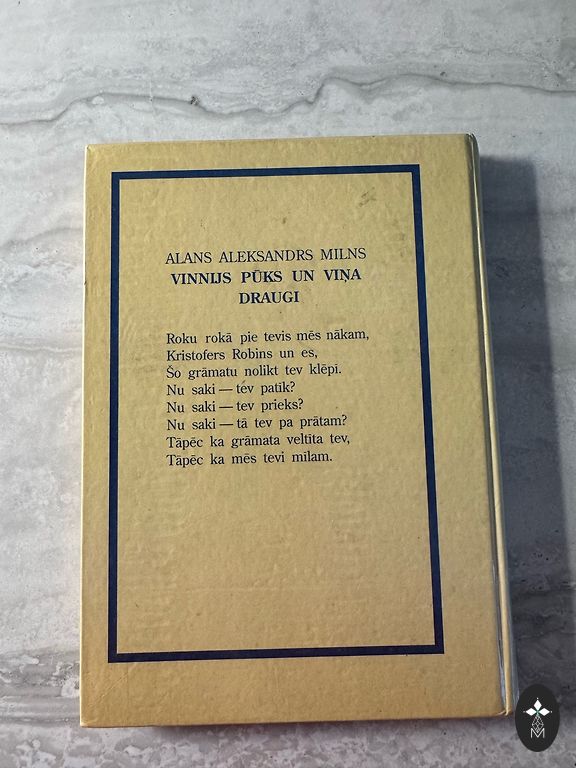 ALANS ALEKSANDRS MILNS
VINNIJS PŪKS UN VIŅA
DRAUGI
Roku rokā pie tevis mēs nākam,
Kristofers Robins un es,
Šo grāmatu nolikt tev klēpī.
Nu saki — tev patīk?
Nu saki — tev prieks?
Nu saki — tā tev pa prātam?
Tāpēc ka grāmata veltīta tev,
Tāpēc ka mēs tevi mīlam.
M